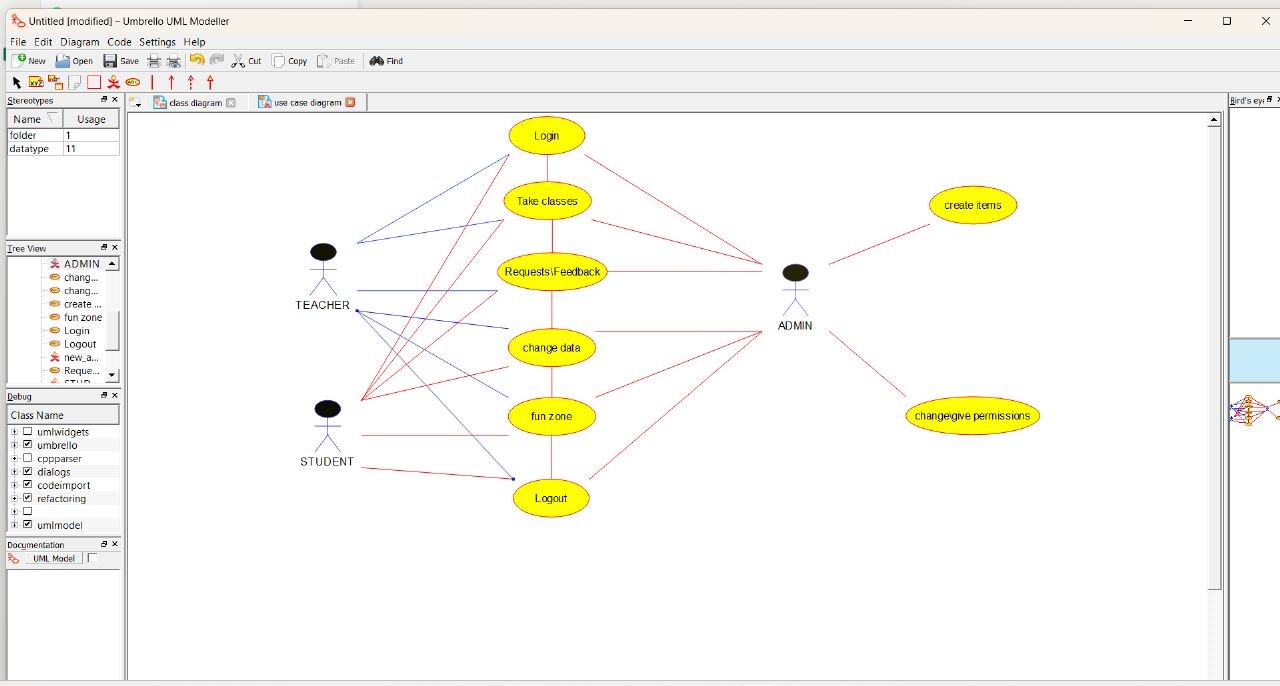 Untitled [modified] – Umbrello UML Modeller
File Edit Diagram Code Settings Help
New Open Save Cut Copy Paste Find
Stereotypes
class diagram
use case diagram
Name Usage
folder 1
datatype 11
Tree View
ADMIN
chang...
chang...
create ...
fun zone
Login
Logout
new_a...
Reque...
Debug
Class Name
umlwidgets
umbrello
cppparser
dialogs
codeimport
refactoring
umlmodel
Documentation
UML Model
Login
Take classes
Requests\Feedback
change data
fun zone
Logout
TEACHER
STUDENT
ADMIN
create items
change\give permissions